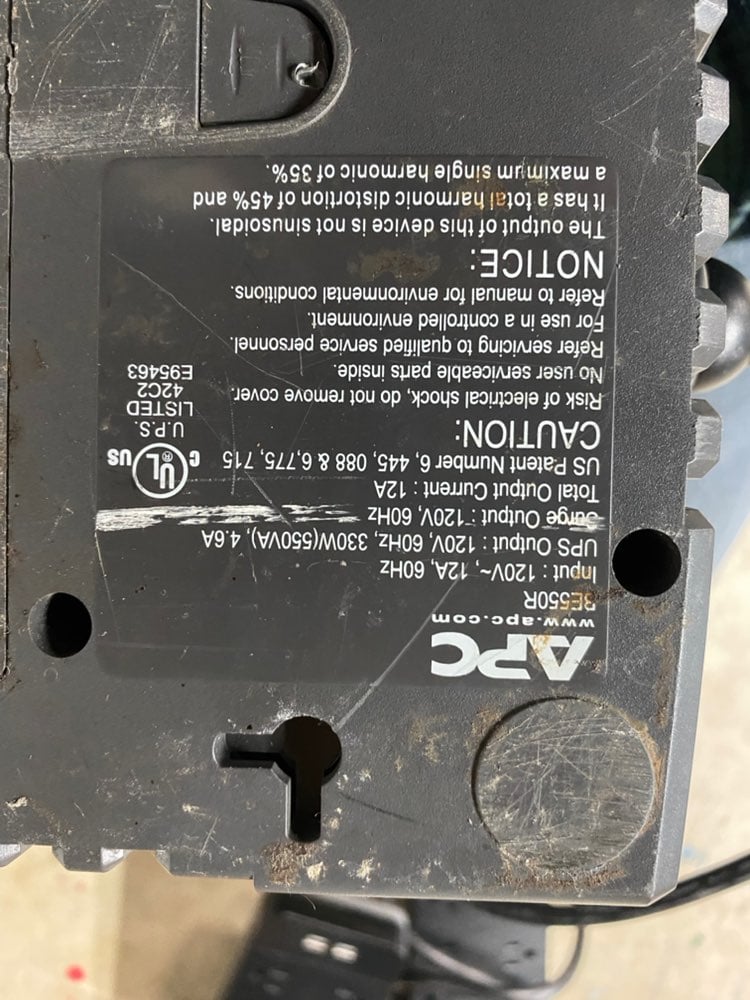 APC
www.apc.com
BE550R
Input : 120V~, 12A, 60Hz
UPS Output : 120V, 60Hz, 330W(550VA), 4.6A
Surge Output : 120V, 60Hz
Total Output Current : 12A
US Patent Number 6, 445, 088 & 6,775, 715
c UL ® US
U.P.S.
LISTED
42C2
E95463
CAUTION:
Risk of electrical shock, do not remove cover.
No user serviceable parts inside.
Refer servicing to qualified service personnel.
For use in a controlled environment.
Refer to manual for environmental conditions.
NOTICE:
The output of this device is not sinusoidal.
It has a total harmonic distortion of 45% and
a maximum single harmonic of 35%.